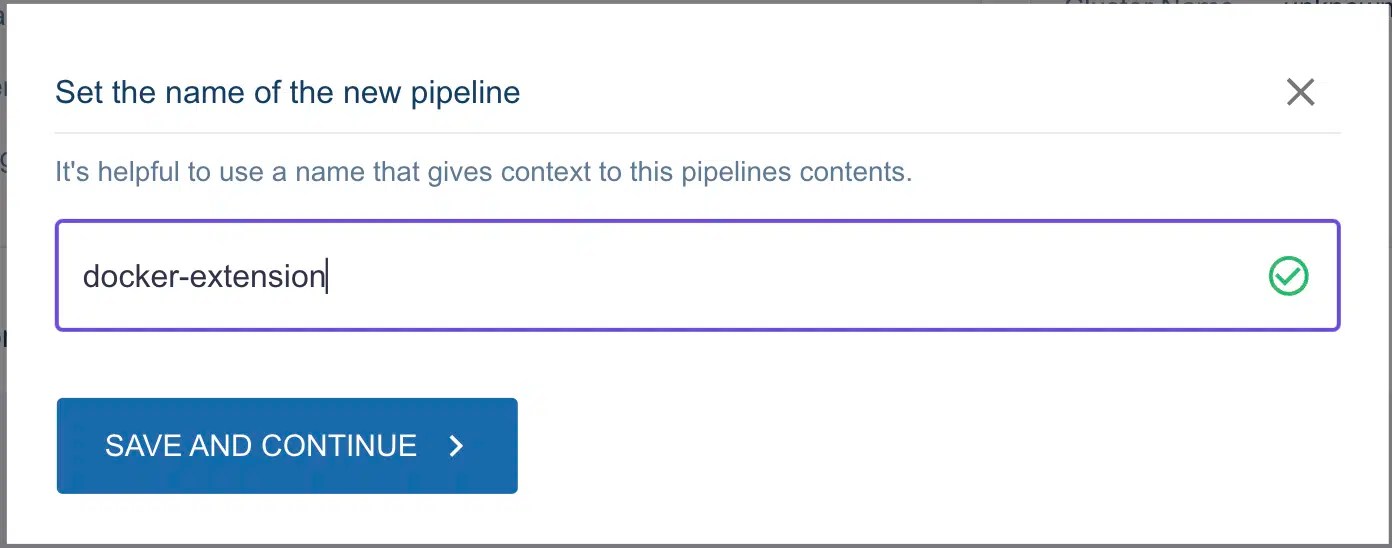 Set the name of the new pipeline
It's helpful to use a name that gives context to this pipelines contents.
docker-extension
SAVE AND CONTINUE